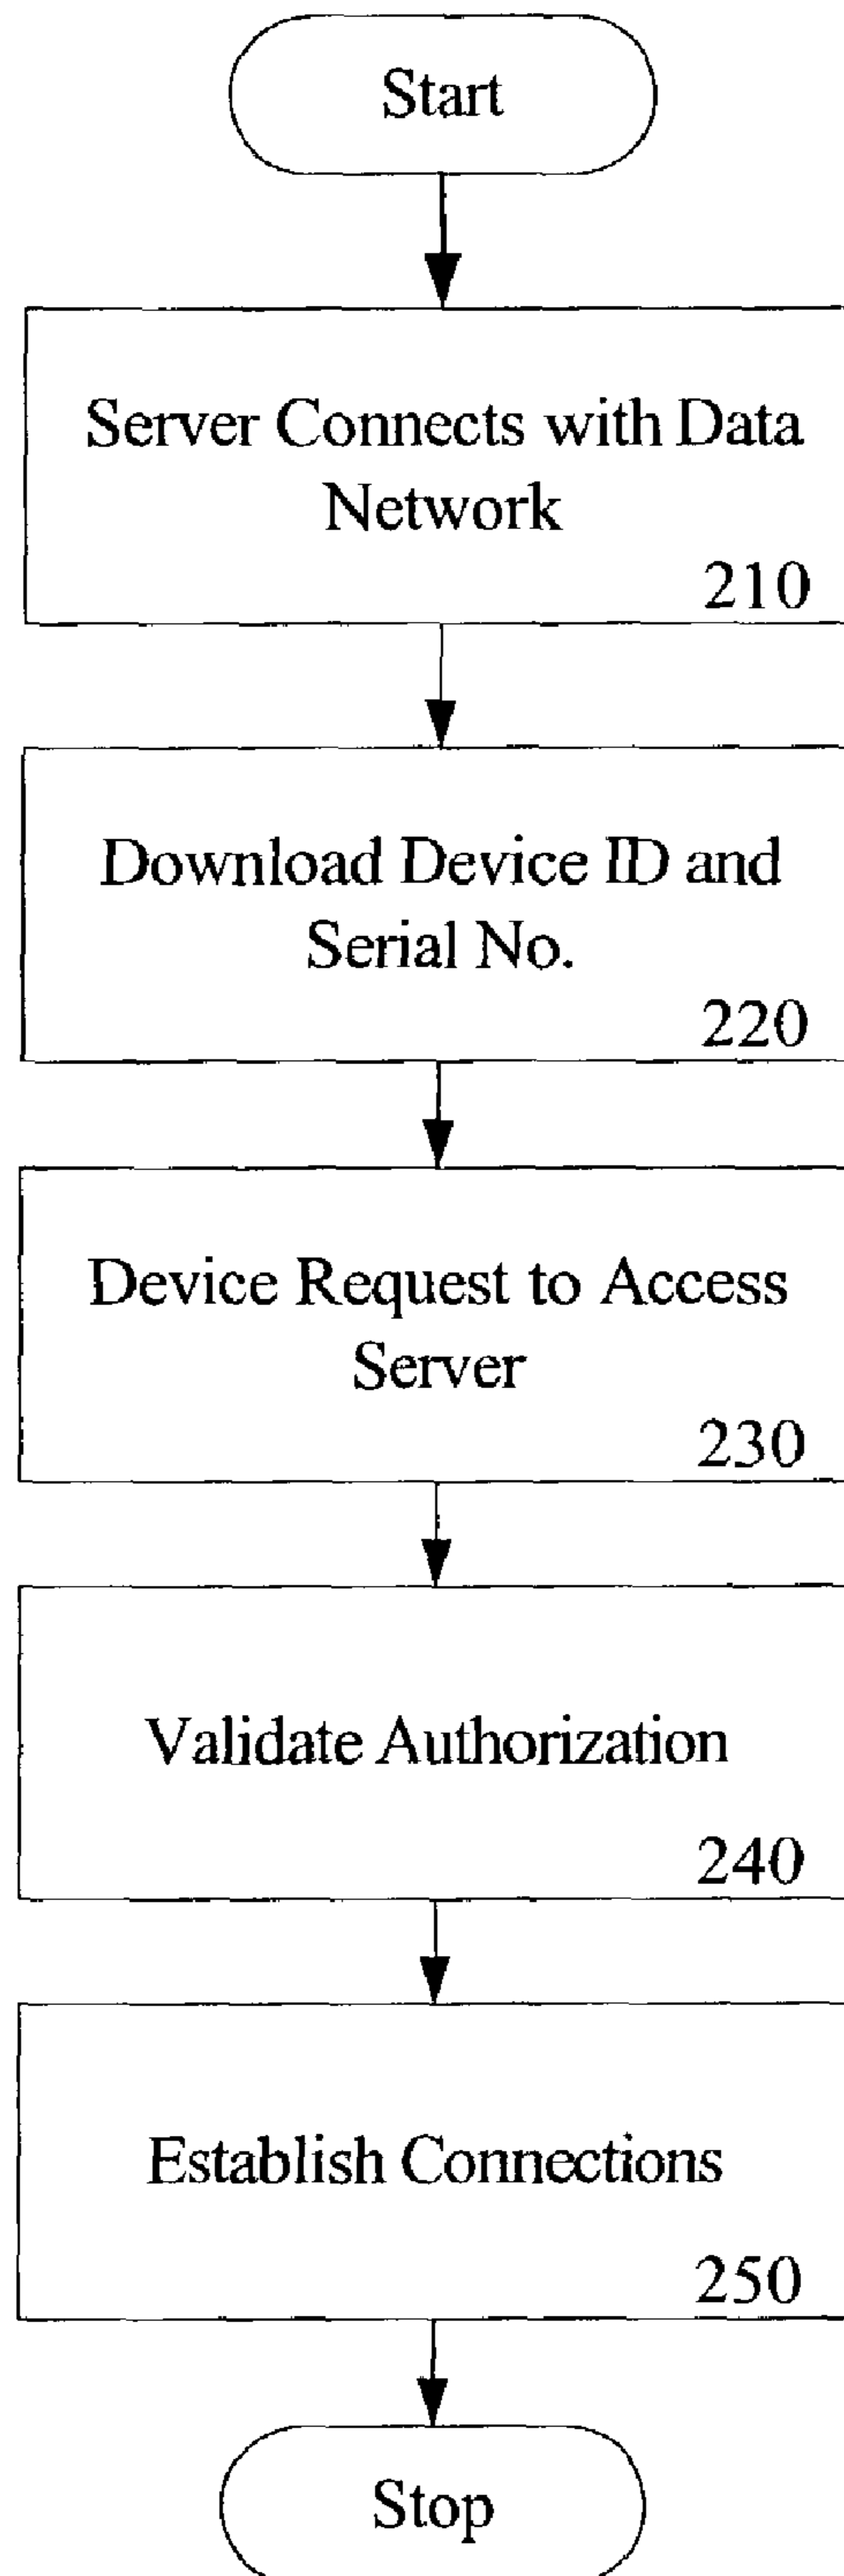 Start
Server Connects with Data
Network
210
Download Device ID and
Serial No.
220
Device Request to Access
Server
230
Validate Authorization
240
Establish Connections
250
Stop